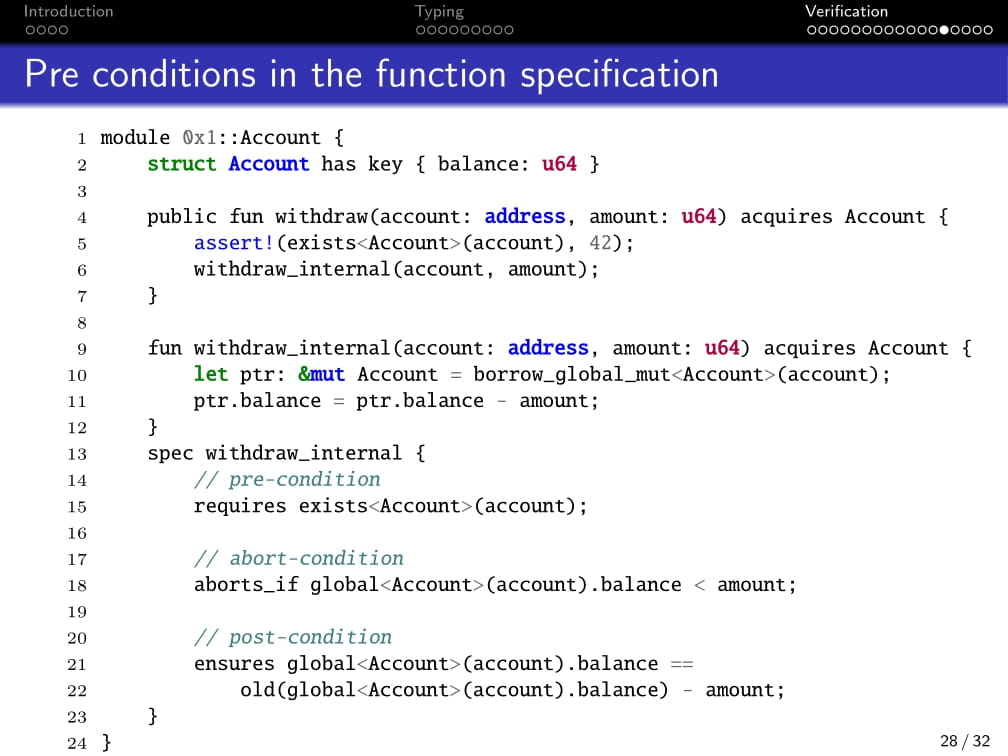 Introduction Typing Verification
Pre conditions in the function specification
1 module 0x1::Account {
2 struct Account has key { balance: u64 }
3
4 public fun withdraw(account: address, amount: u64) acquires Account {
5 assert!(exists<Account>(account), 42);
6 withdraw_internal(account, amount);
7 }
8
9 fun withdraw_internal(account: address, amount: u64) acquires Account {
10 let ptr: &mut Account = borrow_global_mut<Account>(account);
11 ptr.balance = ptr.balance - amount;
12 }
13 spec withdraw_internal {
14 // pre-condition
15 requires exists<Account>(account);
16
17 // abort-condition
18 aborts_if global<Account>(account).balance < amount;
19
20 // post-condition
21 ensures global<Account>(account).balance ==
22 old(global<Account>(account).balance) - amount;
23 }
24 }
28 / 32